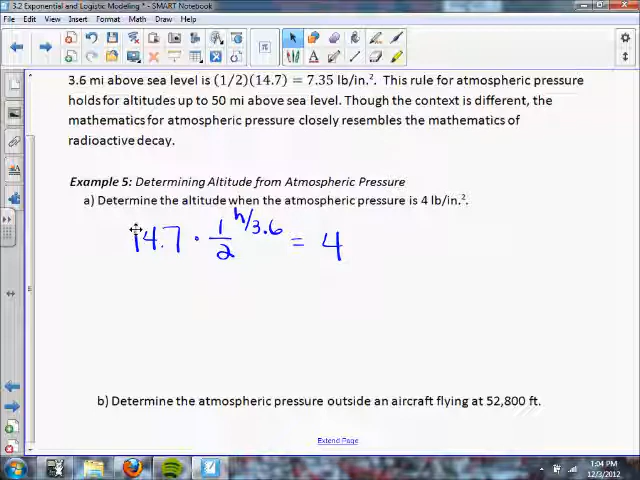 3.2 Exponential and Logistic Modeling * - SMART Notebook
File Edit View Insert Format Math Draw Help
3.6 mi above sea level is (1/2)(14.7) = 7.35 lb/in.² This rule for atmospheric pressure
holds for altitudes up to 50 mi above sea level. Though the context is different, the
mathematics for atmospheric pressure closely resembles the mathematics of
radioactive decay.
Example 5: Determining Altitude from Atmospheric Pressure
a) Determine the altitude when the atmospheric pressure is 4 lb/in.².
14.7 · 1/2 h/3.6 = 4
b) Determine the atmospheric pressure outside an aircraft flying at 52,800 ft.
Extend Page
1:04 PM
12/3/2012